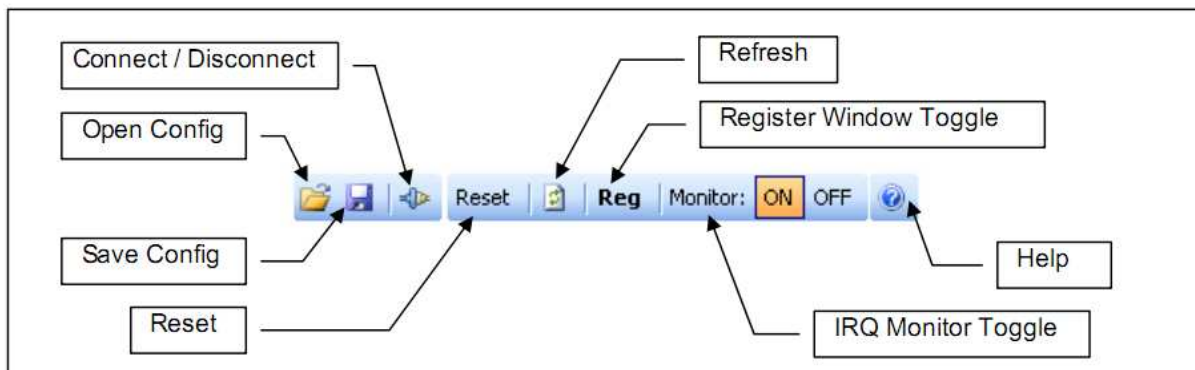 Connect / Disconnect
Refresh
Open Config
Register Window Toggle
Reset
Reg
Monitor:
ON
OFF
Save Config
Help
Reset
IRQ Monitor Toggle